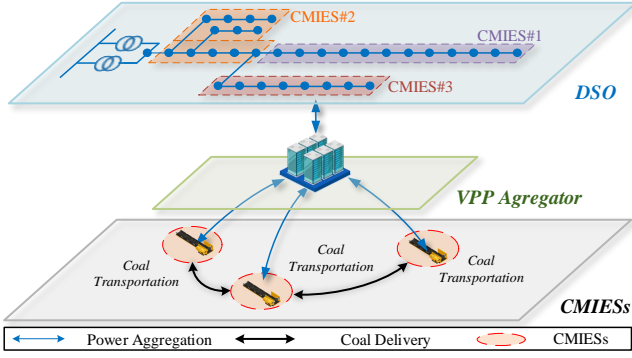 CMIES#2
CMIES#1
CMIES#3
DSO
VPP Agregator
Coal
Transportation
Coal
Transportation
Coal
Transportation
CMIESs
Power Aggregation
Coal Delivery
CMIESs